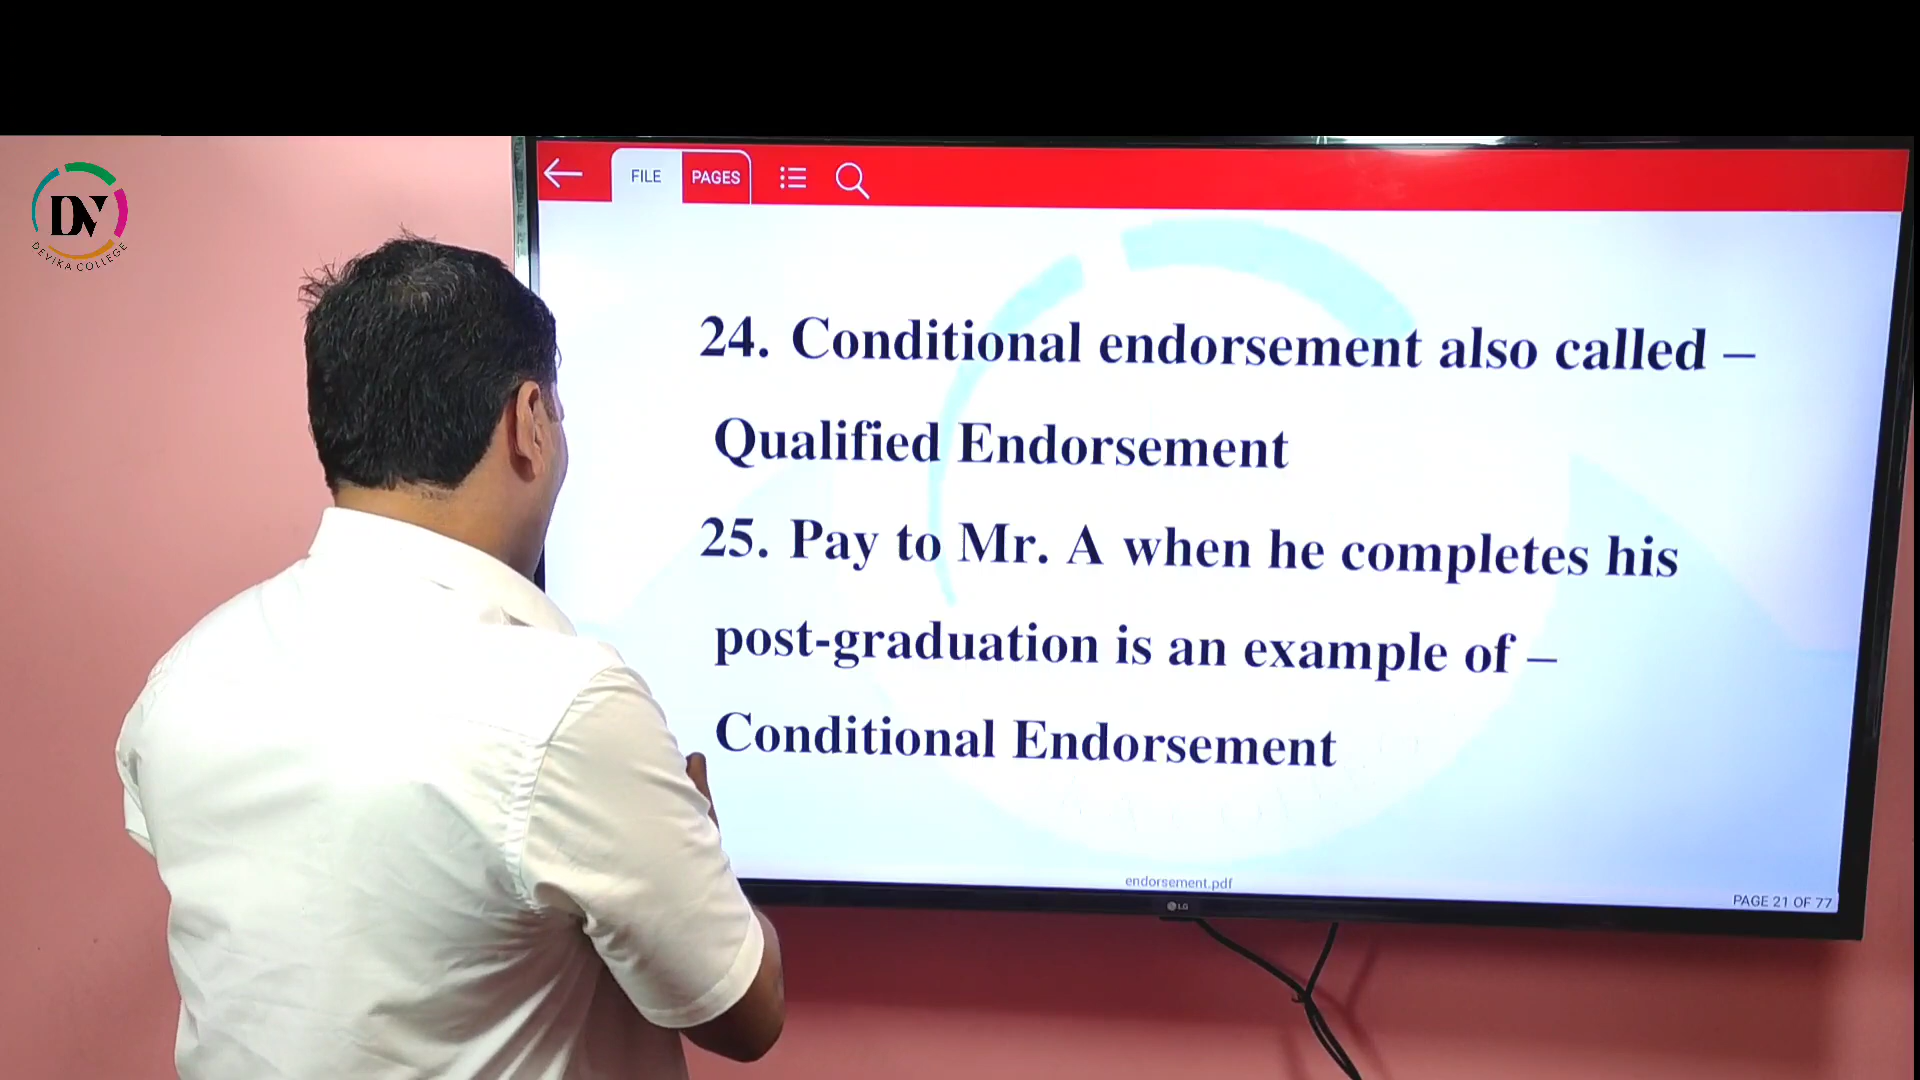 DV
DEVIKA COLLEGE
FILE PAGES
24. Conditional endorsement also called –
Qualified Endorsement
25. Pay to Mr. A when he completes his
post-graduation is an example of –
Conditional Endorsement
endorsement.pdf
PAGE 21 OF 77
LG